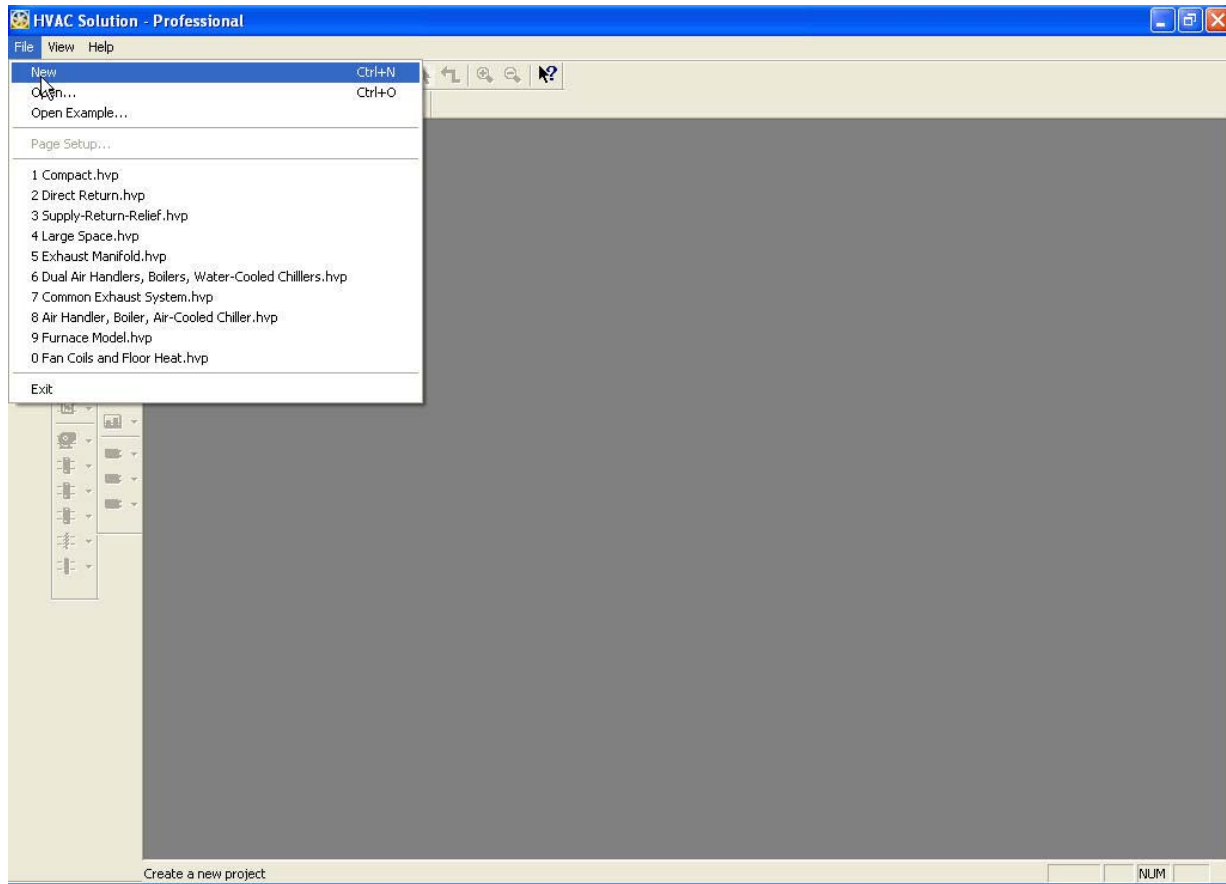 HVAC Solution - Professional
File View Help
New Ctrl+N
Open... Ctrl+O
Open Example...
Page Setup...
1 Compact.hvp
2 Direct Return.hvp
3 Supply-Return-Relief.hvp
4 Large Space.hvp
5 Exhaust Manifold.hvp
6 Dual Air Handlers, Boilers, Water-Cooled Chilllers.hvp
7 Common Exhaust System.hvp
8 Air Handler, Boiler, Air-Cooled Chiller.hvp
9 Furnace Model.hvp
0 Fan Coils and Floor Heat.hvp
Exit
Create a new project NUM